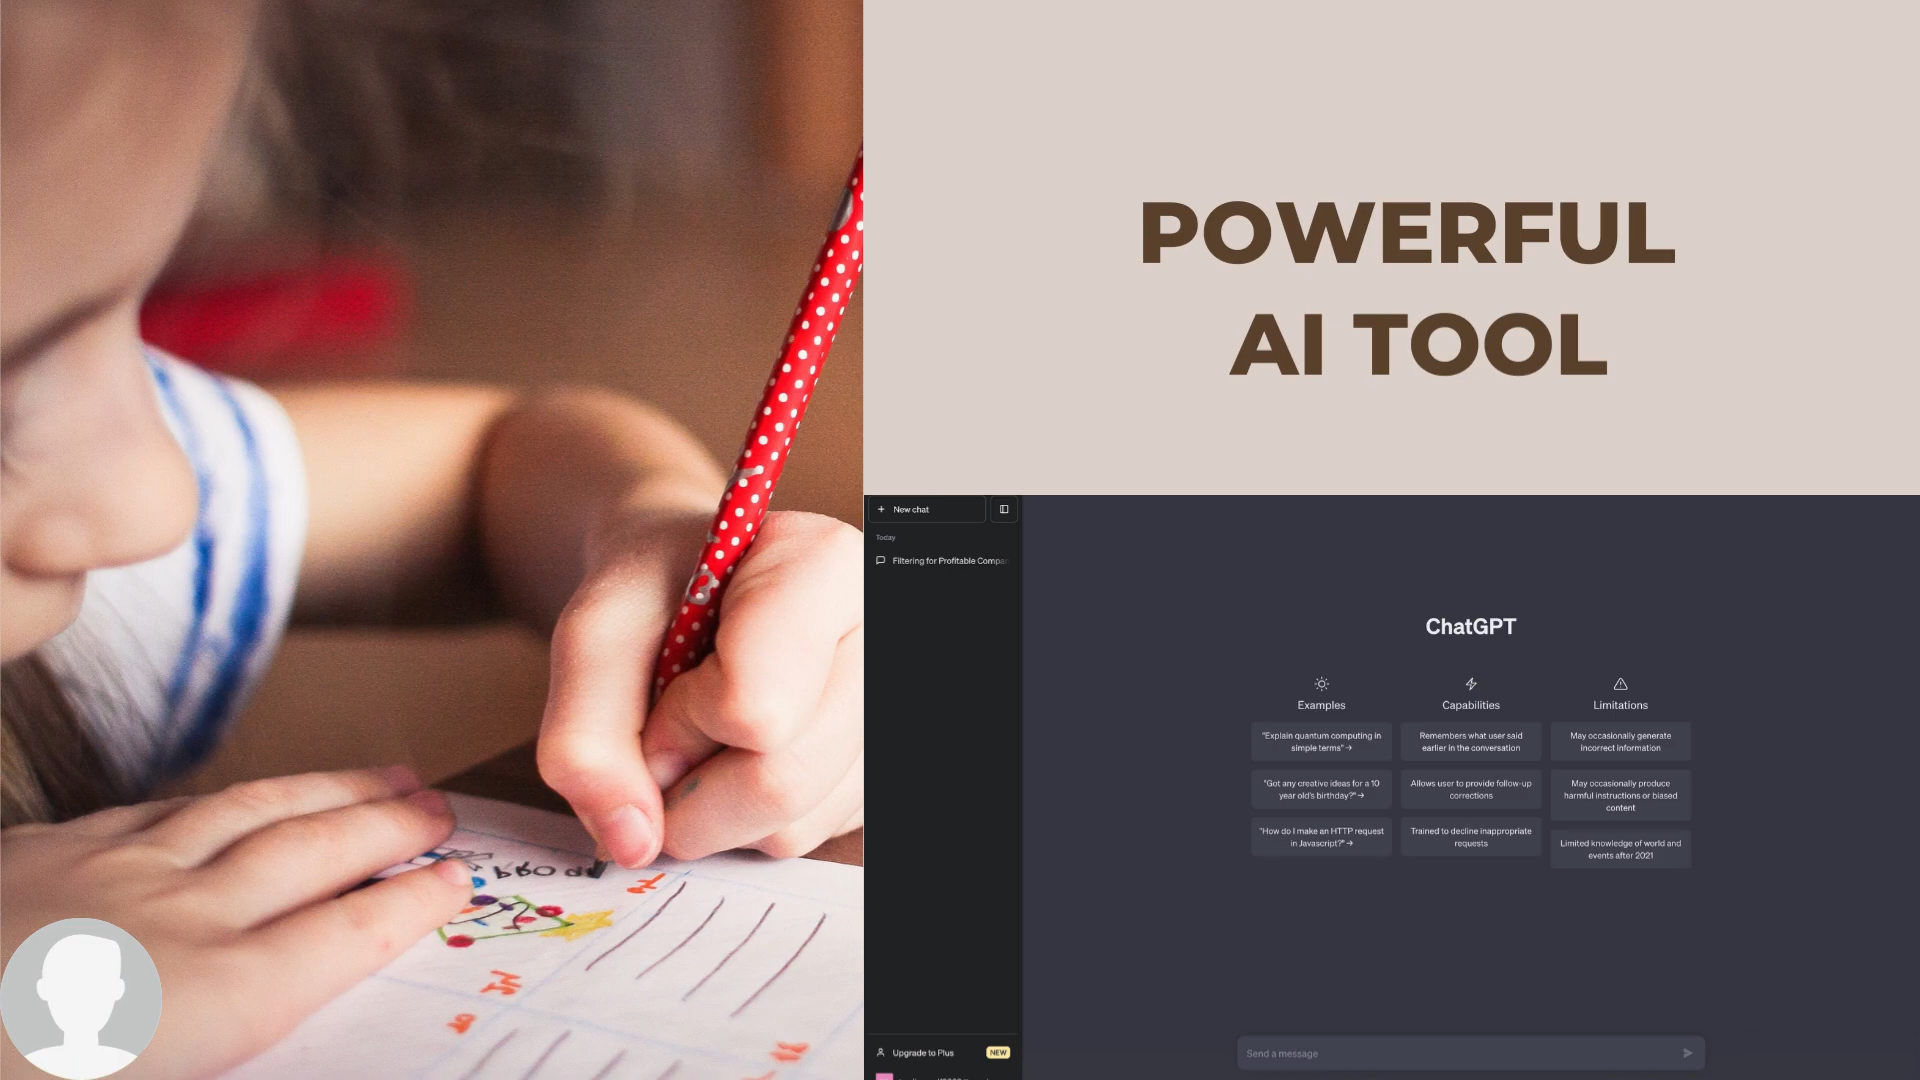 POWERFUL
AI TOOL
New chat
Today
Filtering for Profitable
ChatGPT
Examples
"Explain quantum computing in
simple terms" →
"Got any creative ideas for a 10
year old's birthday?" →
"How do I make an HTTP request
in Javascript?" →
Capabilities
Remembers what user said
earlier in the conversation
Allows user to provide follow-up
corrections
Trained to decline inappropriate
requests
Limitations
May occasionally generate
incorrect information
May occasionally produce
harmful instructions or biased
content
Limited knowledge of world and
events after 2021
Upgrade to Plus
NEW
Send a message